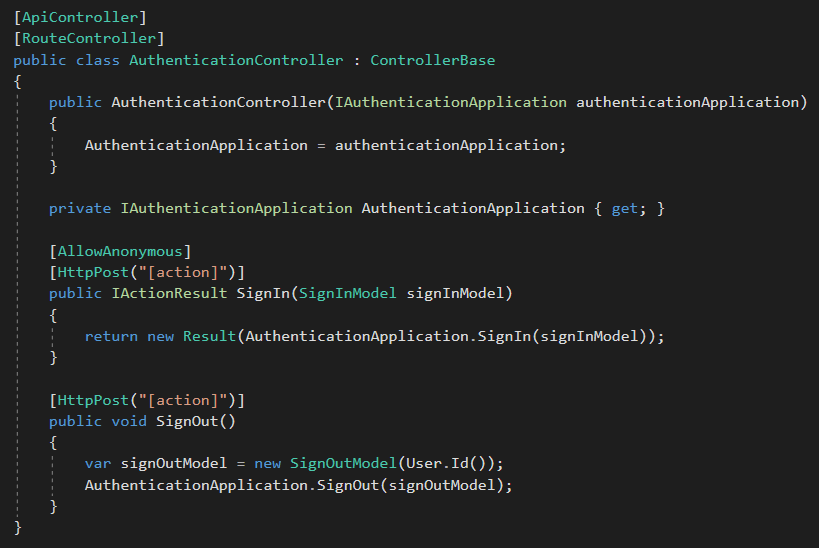 [ApiController]
[RouteController]
public class AuthenticationController : ControllerBase
{
    public AuthenticationController(IAuthenticationApplication authenticationApplication)
    {
        AuthenticationApplication = authenticationApplication;
    }

    private IAuthenticationApplication AuthenticationApplication { get; }

    [AllowAnonymous]
    [HttpPost("[action]")]
    public IActionResult SignIn(SignInModel signInModel)
    {
        return new Result(AuthenticationApplication.SignIn(signInModel));
    }

    [HttpPost("[action]")]
    public void SignOut()
    {
        var signOutModel = new SignOutModel(User.Id());
        AuthenticationApplication.SignOut(signOutModel);
    }
}